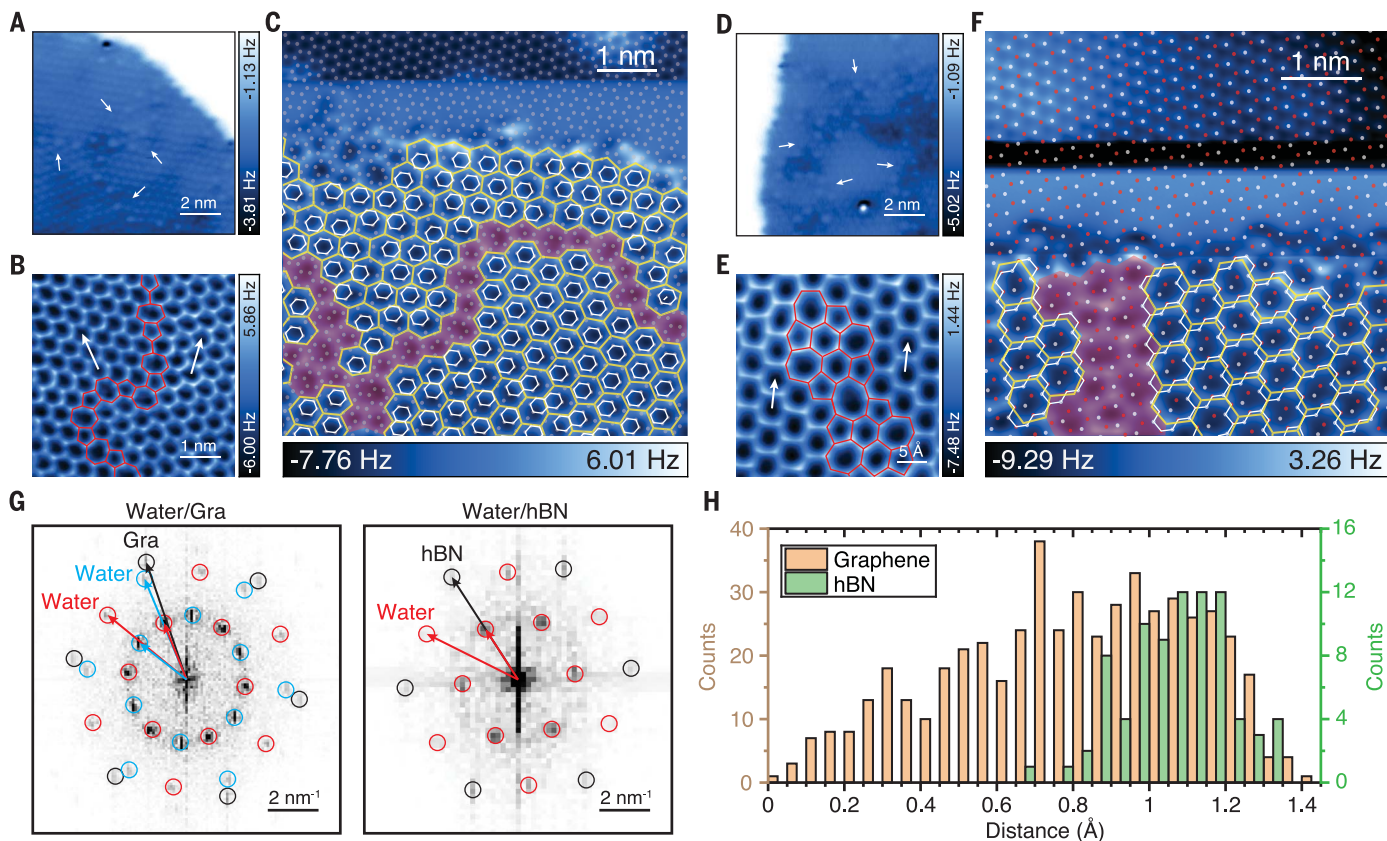 A
-1.13 Hz
-3.81 Hz
2 nm
B
5.86 Hz
-6.00 Hz
1 nm
C
1 nm
-7.76 Hz
6.01 Hz
D
-1.09 Hz
-5.02 Hz
2 nm
E
1.44 Hz
-7.48 Hz
5 Å
F
1 nm
-9.29 Hz
3.26 Hz
G
Water/Gra
Gra
Water
Water
2 nm⁻¹
Water/hBN
hBN
Water
2 nm⁻¹
H
Graphene
hBN
Counts
40
30
20
10
0
0
0.2
0.4
0.6
0.8
1
1.2
1.4
Distance (Å)
16
12
8
4
0
Counts